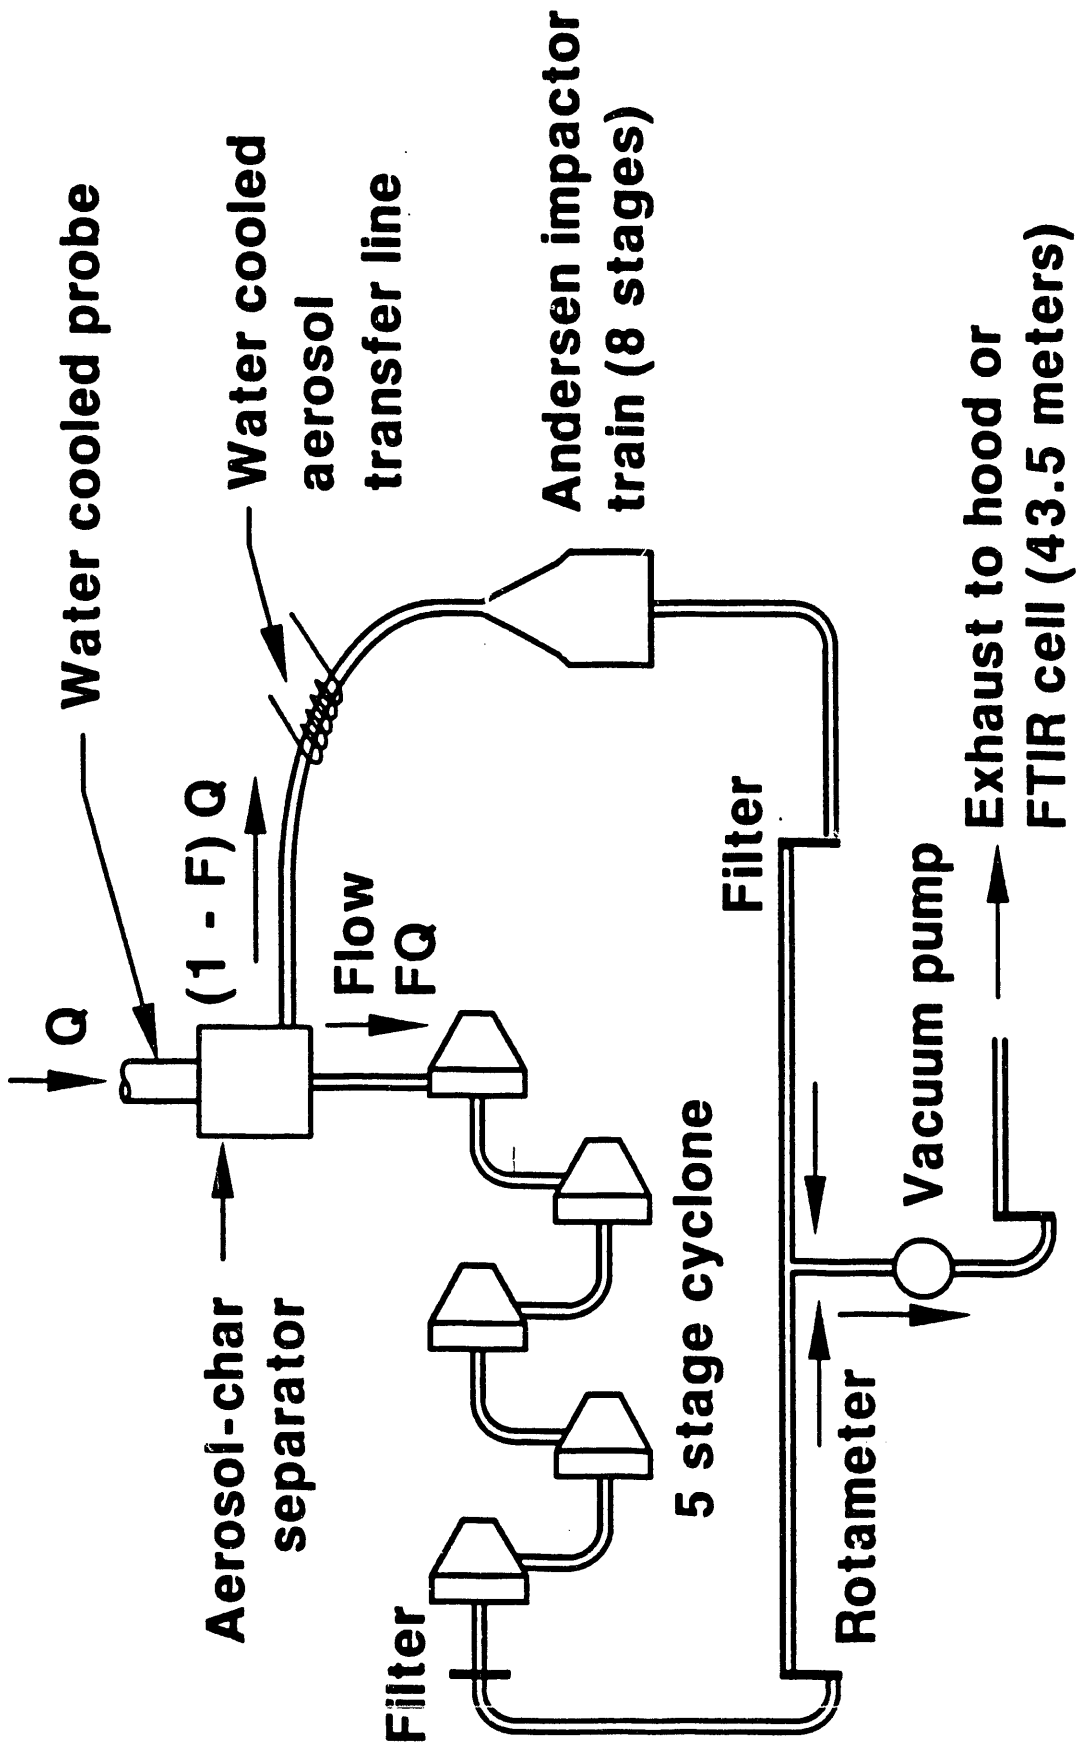 Q
Water cooled probe
Aerosol-char
separator
(1 - F) Q
Water cooled
aerosol
transfer line
Flow
FQ
Filter
5 stage cyclone
Andersen impactor
train (8 stages)
Filter
Rotameter
Vacuum pump
Exhaust to hood or
FTIR cell (43.5 meters)